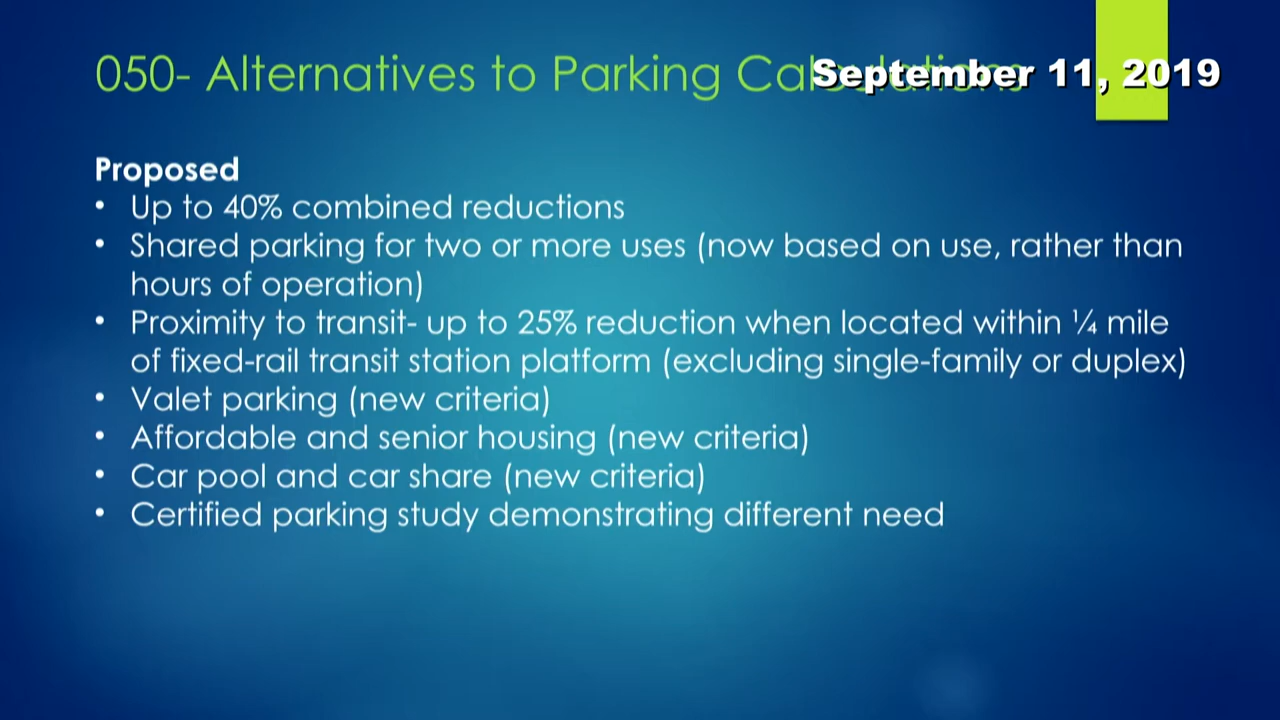 050- Alternatives to Parking Calculations
September 11, 2019
Proposed
• Up to 40% combined reductions
• Shared parking for two or more uses (now based on use, rather than
hours of operation)
• Proximity to transit- up to 25% reduction when located within ¼ mile
of fixed-rail transit station platform (excluding single-family or duplex)
• Valet parking (new criteria)
• Affordable and senior housing (new criteria)
• Car pool and car share (new criteria)
• Certified parking study demonstrating different need